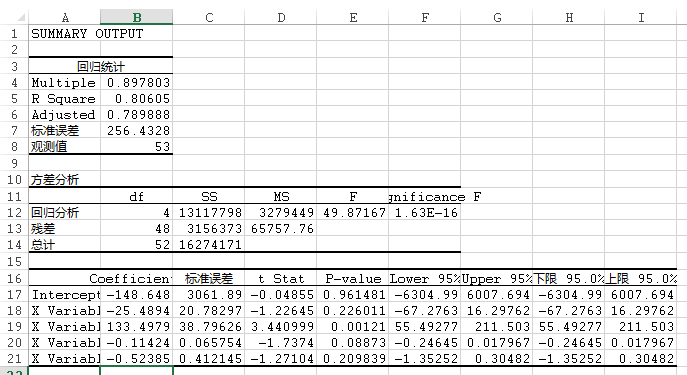 A B C D E F G H I
1 SUMMARY OUTPUT
2
3 回归统计
4 Multiple 0.897803
5 R Square 0.80605
6 Adjusted 0.789888
7 标准误差 256.4328
8 观测值 53
9
10 方差分析
11 df SS MS F gnificance F
12 回归分析 4 13117798 3279449 49.87167 1.63E-16
13 残差 48 3156373 65757.76
14 总计 52 16274171
15
16 Coefficien 标准误差 t Stat P-value Lower 95% Upper 95% 下限 95.0% 上限 95.0%
17 Intercept -148.648 3061.89 -0.04855 0.961481 -6304.99 6007.694 -6304.99 6007.694
18 X Variabl -25.4894 20.78297 -1.22645 0.226011 -67.2763 16.29762 -67.2763 16.29762
19 X Variabl 133.4979 38.79626 3.440999 0.00121 55.49277 211.503 55.49277 211.503
20 X Variabl -0.11424 0.065754 -1.7374 0.08873 -0.24645 0.017967 -0.24645 0.017967
21 X Variabl -0.52385 0.412145 -1.27104 0.209839 -1.35252 0.30482 -1.35252 0.30482